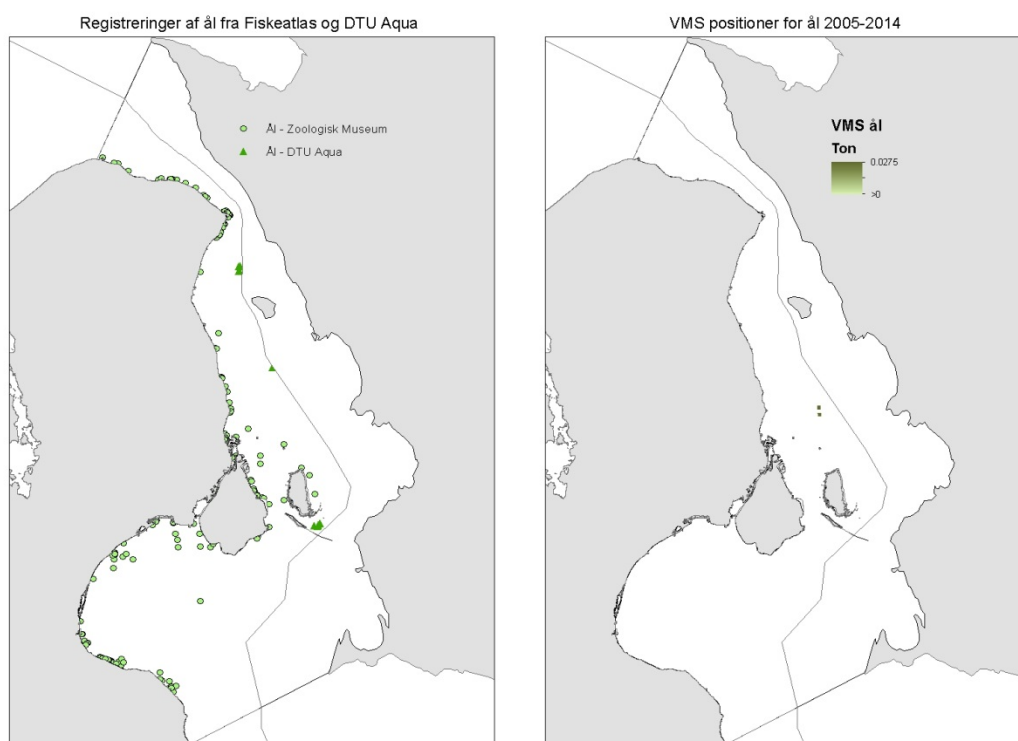 Registreringer af ål fra Fiskeatlas og DTU Aqua
Ål - Zoologisk Museum
Ål - DTU Aqua
VMS positioner for ål 2005-2014
VMS ål
Ton
0.0275
>0